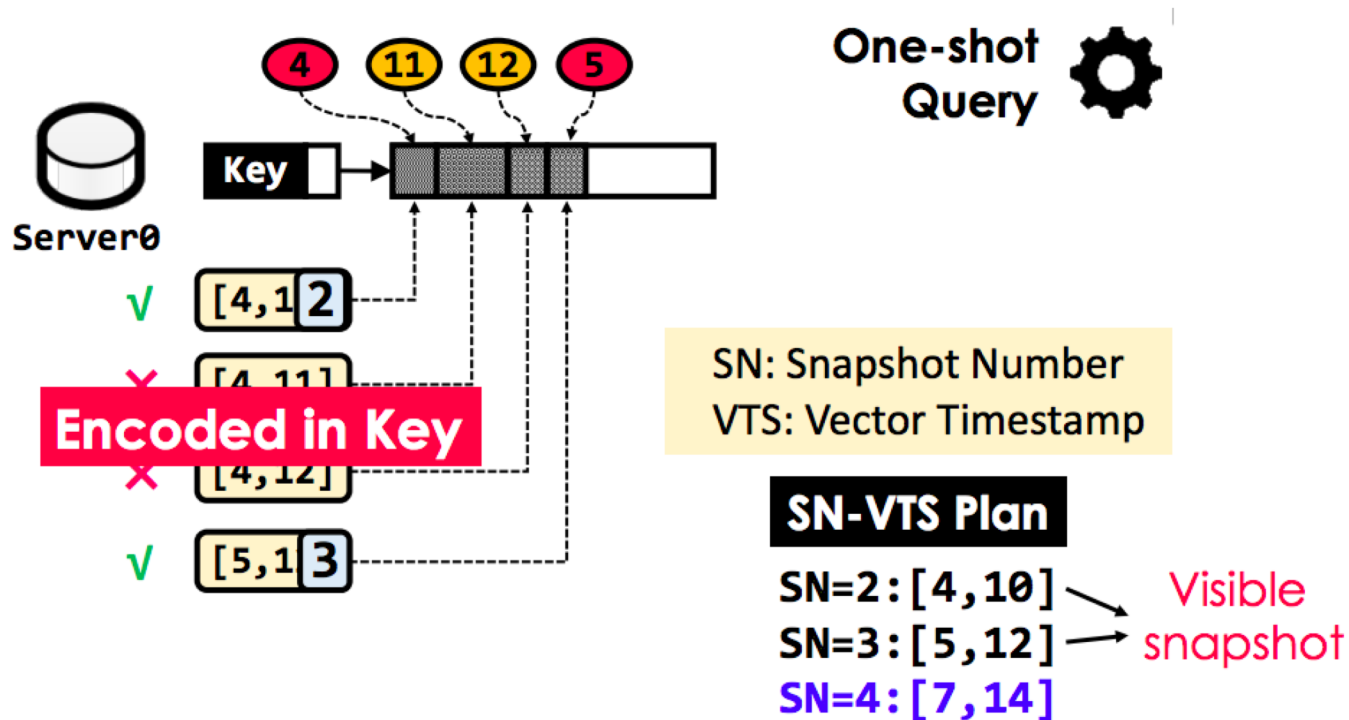 4 11 12 5
One-shot
Query
Key
Server0
√ [4,1 2
× [4,11]
Encoded in Key
× [4,12]
√ [5,1 3
SN: Snapshot Number
VTS: Vector Timestamp
SN-VTS Plan
SN=2:[4,10]
SN=3:[5,12]
SN=4:[7,14]
Visible
snapshot